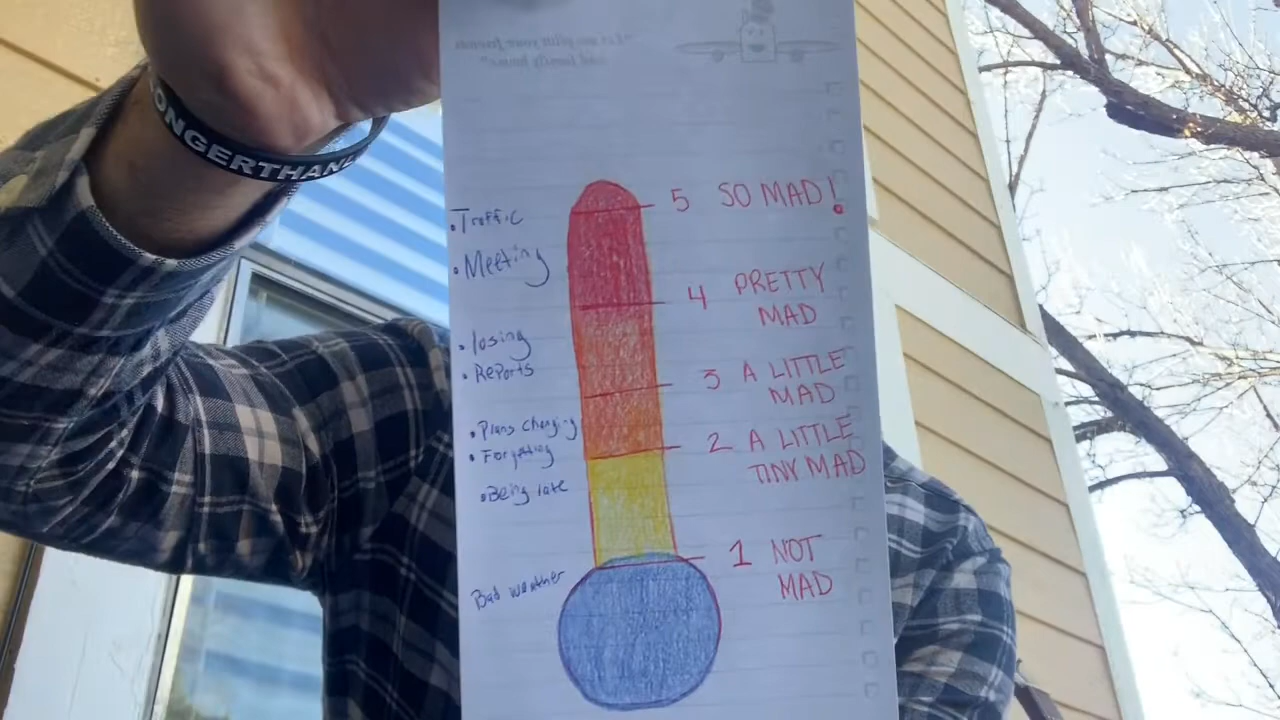 ONGERTHAN
5 SO MAD!
4 PRETTY
MAD
3 A LITTLE
MAD
2 A LITTLE
TINY MAD
1 NOT
MAD
• Traffic
• Meeting
• losing
• Reports
• Plans changing
• Forgetting
• Being late
Bad weather